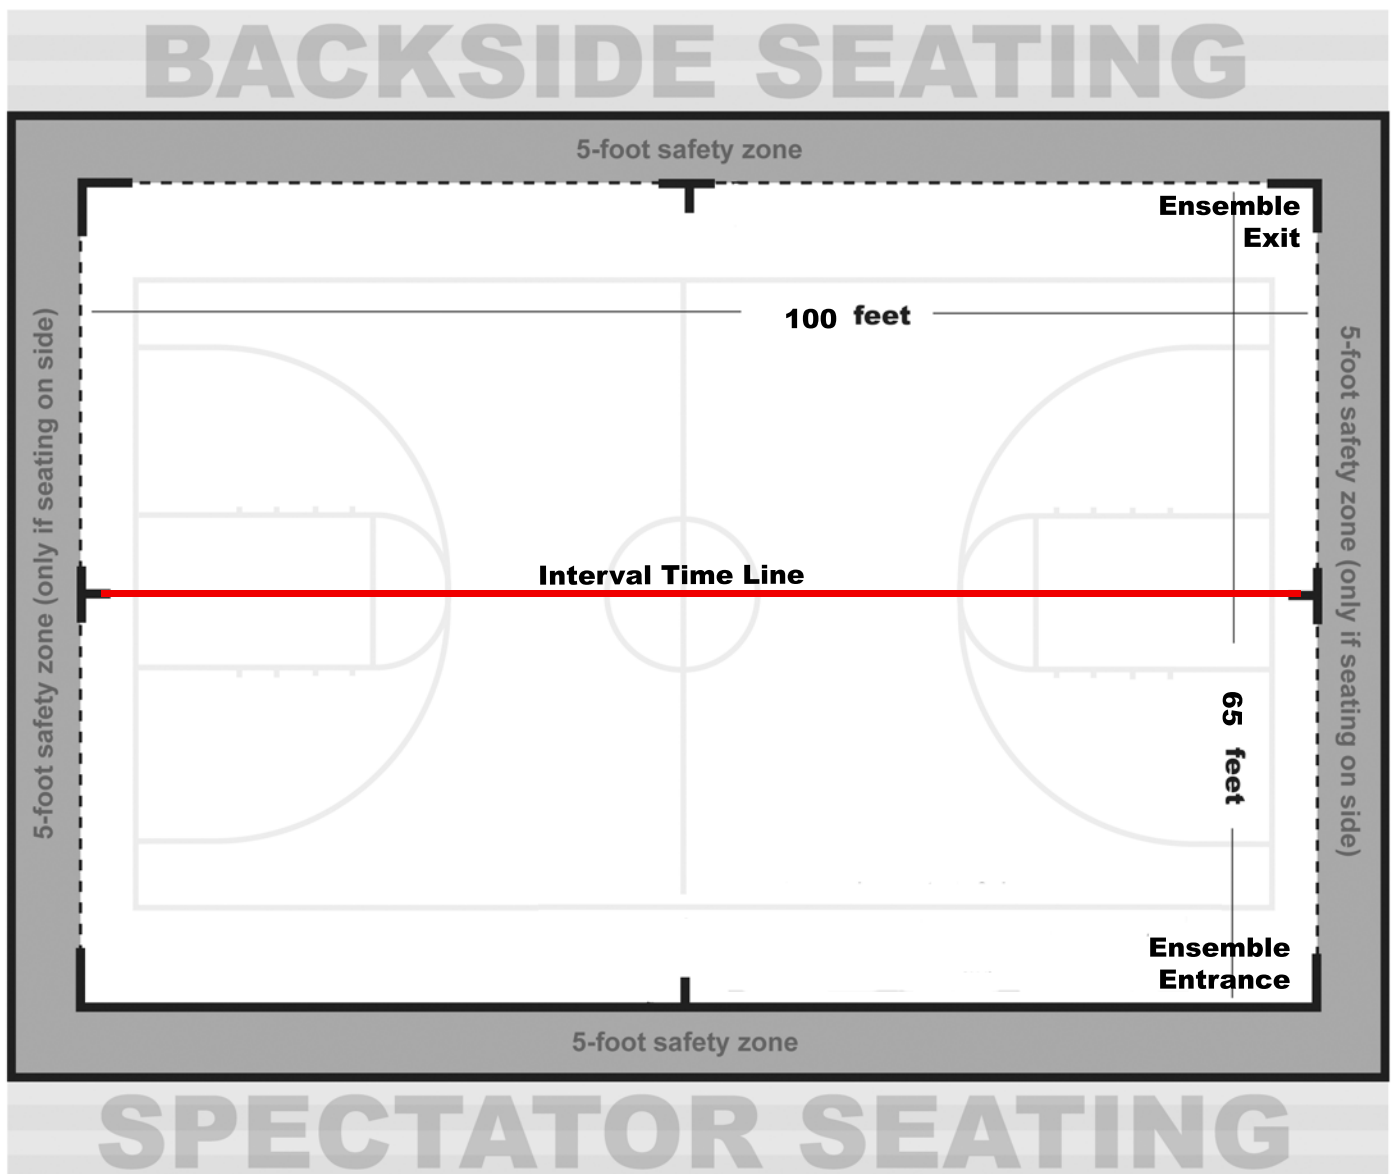 BACKSIDE SEATING
5-foot safety zone
Ensemble
Exit
100 feet
5-foot safety zone (only if seating on side)
5-foot safety zone (only if seating on side)
Interval Time Line
65 feet
Ensemble
Entrance
5-foot safety zone
SPECTATOR SEATING